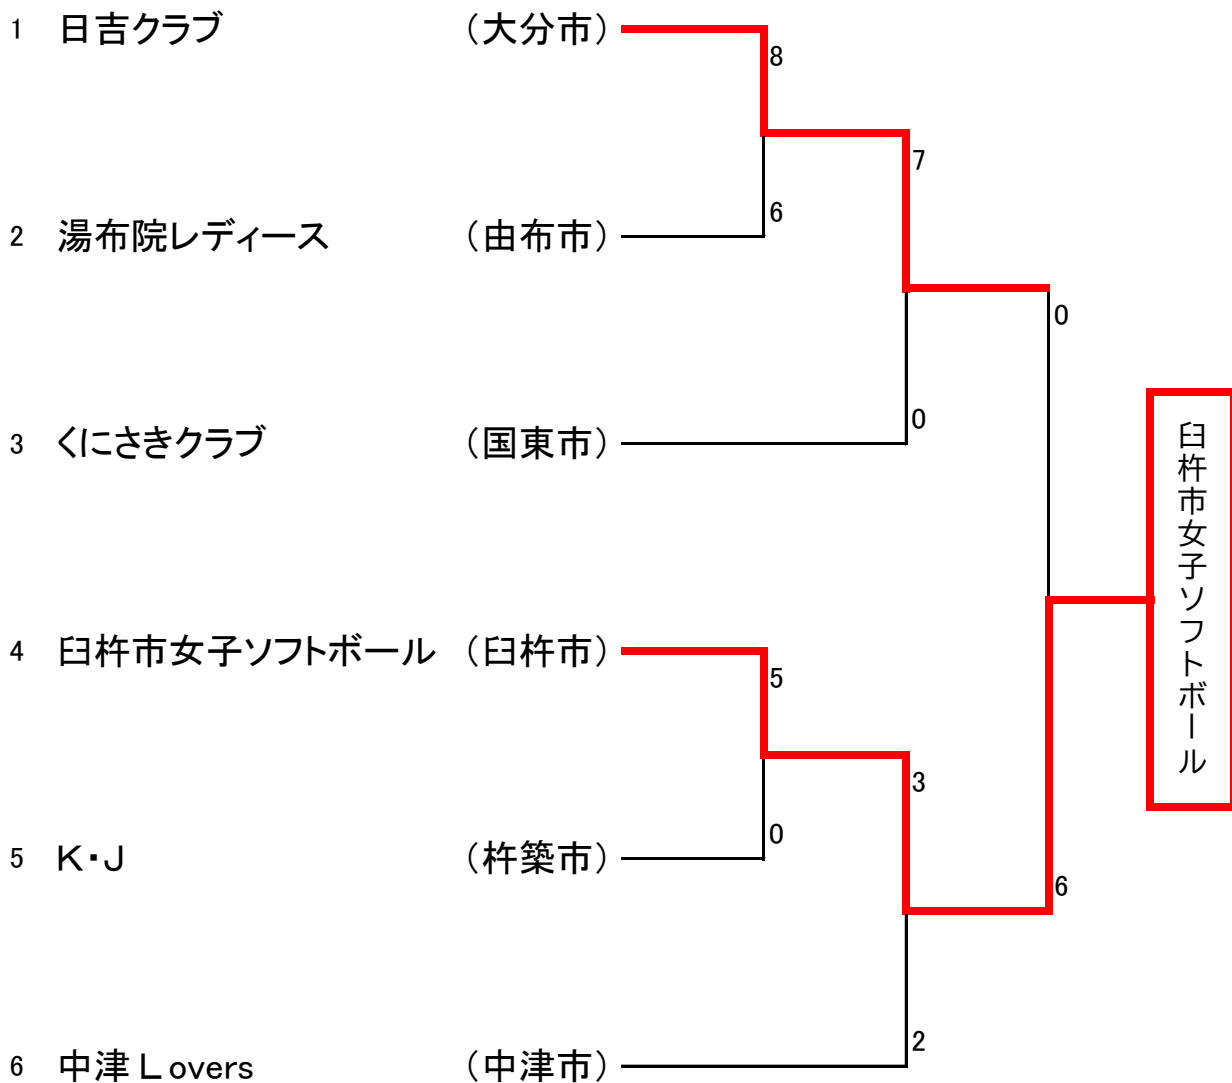 1 日吉クラブ （大分市）
8
7
2 湯布院レディース （由布市）
6
0
3 くにさきクラブ （国東市）
0
臼杵市女子ソフトボール
4 臼杵市女子ソフトボール （臼杵市）
5
3
5 K・J （杵築市）
0
6
6 中津Ｌovers （中津市）
2